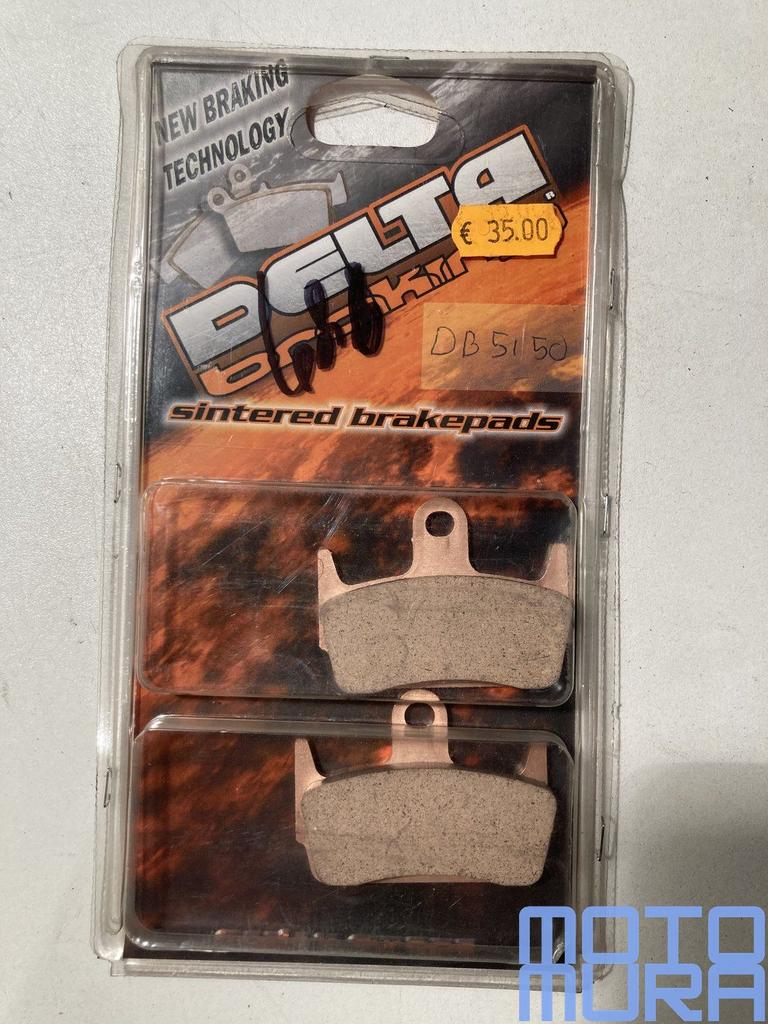 NEW BRAKING
TECHNOLOGY
DELTA
€ 35.00
DB 5150
sintered brakepads
MOTO
MURA